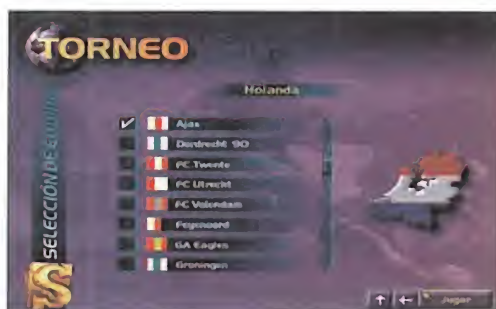 TORNEO
Holanda
SELECCIÓN DE EQUIPO
Ajax
Dordrecht '90
FC Twente
FC Utrecht
FC Volendam
Feyenoord
GA Eagles
Groningen
Jugar